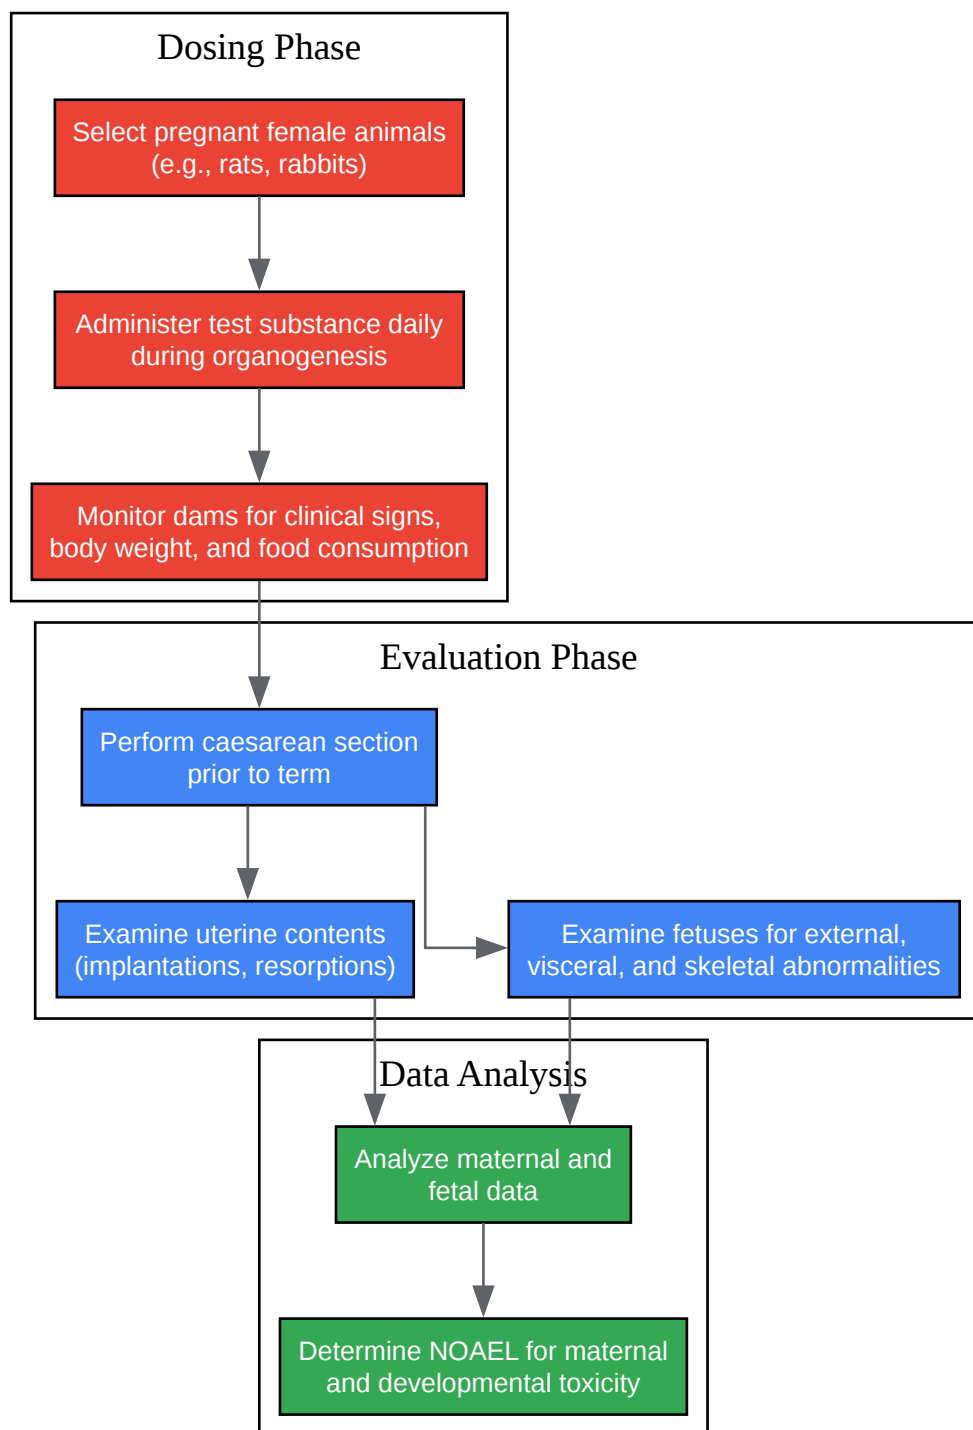 Dosing Phase
Select pregnant female animals
(e.g., rats, rabbits)
Administer test substance daily
during organogenesis
Monitor dams for clinical signs,
body weight, and food consumption
Evaluation Phase
Perform caesarean section
prior to term
Examine uterine contents
(implantations, resorptions)
Examine fetuses for external,
visceral, and skeletal abnormalities
Data Analysis
Analyze maternal and
fetal data
Determine NOAEL for maternal
and developmental toxicity